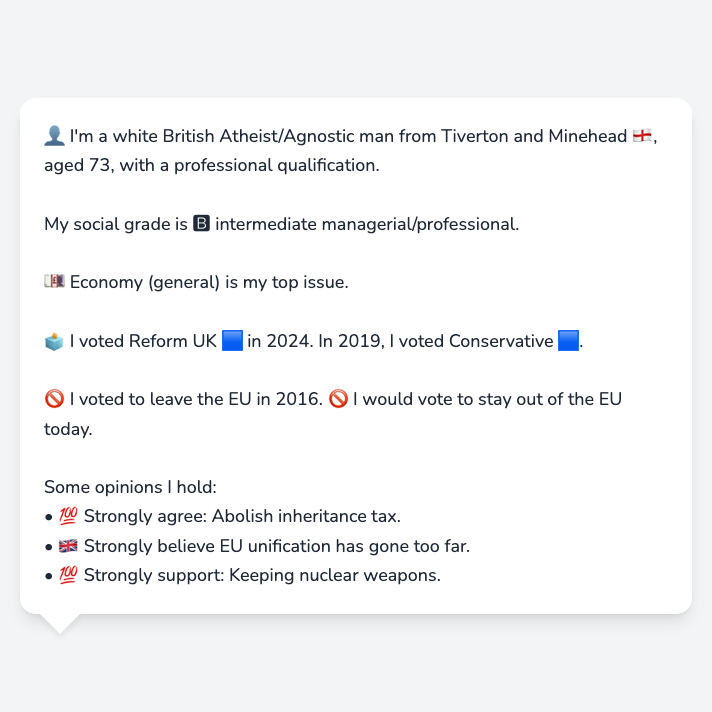 👤 I'm a white British Atheist/Agnostic man from Tiverton and Minehead 🏴󠁧󠁢󠁥󠁮󠁧󠁿,
aged 73, with a professional qualification.
My social grade is 🅱 intermediate managerial/professional.
💷 Economy (general) is my top issue.
🗳️ I voted Reform UK 🟦 in 2024. In 2019, I voted Conservative 🟦.
🚫 I voted to leave the EU in 2016. 🚫 I would vote to stay out of the EU
today.
Some opinions I hold:
• 💯 Strongly agree: Abolish inheritance tax.
• 🇬🇧 Strongly believe EU unification has gone too far.
• 💯 Strongly support: Keeping nuclear weapons.